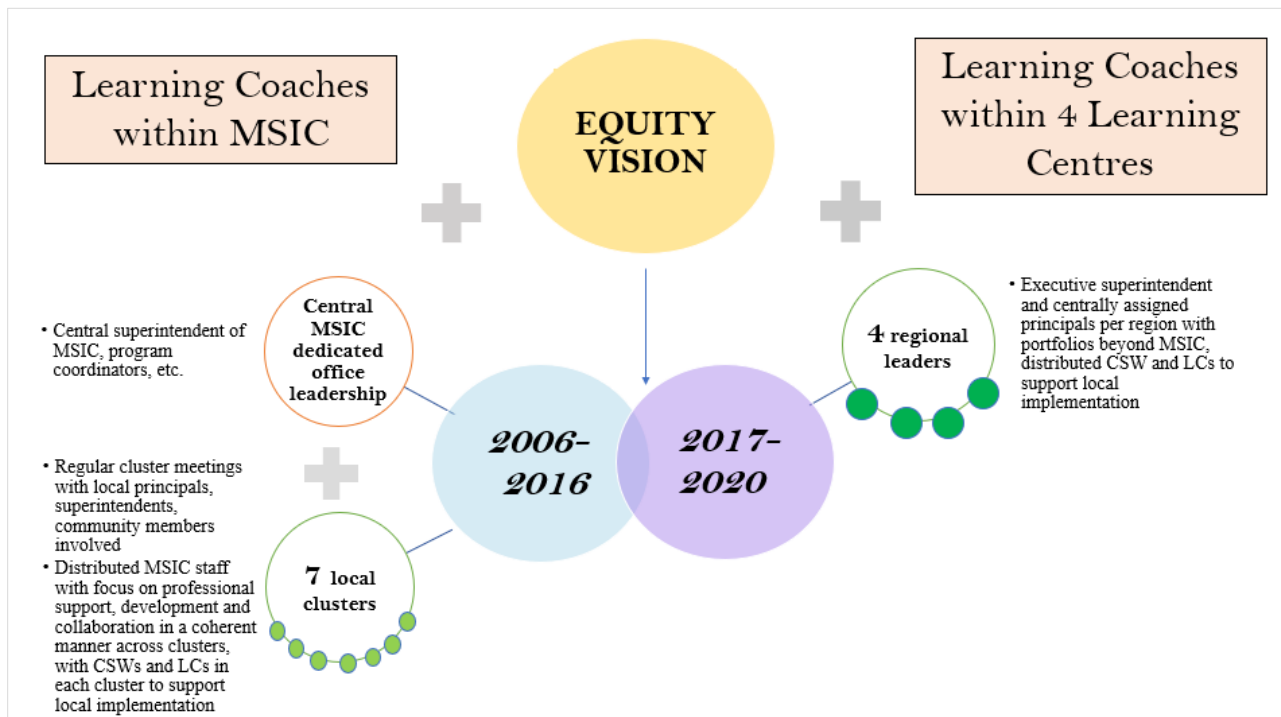 Learning Coaches
within MSIC
EQUITY
VISION
Learning Coaches
within 4 Learning
Centres
Central
MSIC
dedicated
office
leadership
• Central superintendent of
MSIC, program
coordinators, etc.
4 regional
leaders
• Executive superintendent
and centrally assigned
principals per region with
portfolios beyond MSIC,
distributed CSW and LCs to
support local
implementation
2006-
2016
2017-
2020
• Regular cluster meetings
with local principals,
superintendents,
community members
involved
• Distributed MSIC staff
with focus on professional
support, development and
collaboration in a coherent
manner across clusters,
with CSWs and LCs in
each cluster to support
local implementation
7 local
clusters